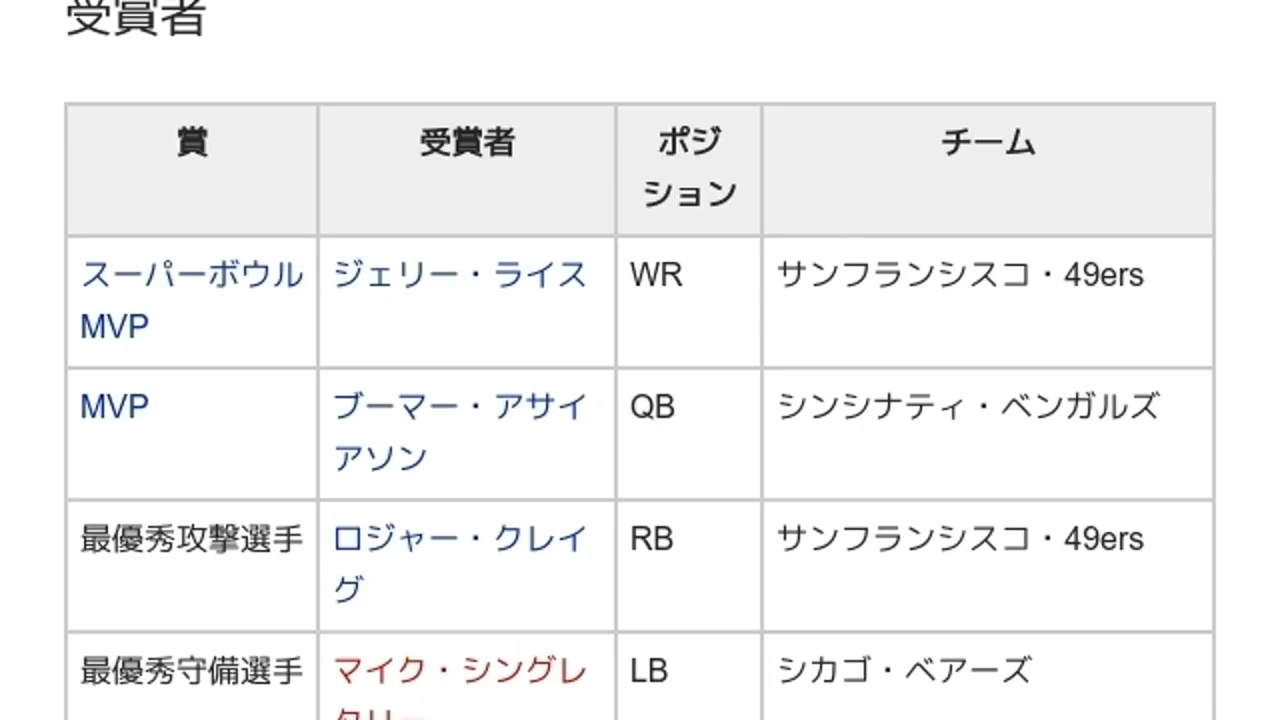 受賞者
賞 受賞者 ポジ チーム
ション
スーパーボウル ジェリー・ライス WR サンフランシスコ・49ers
MVP
MVP ブーマー・アサイ QB シンシナティ・ベンガルズ
アソン
最優秀攻撃選手 ロジャー・クレイ RB サンフランシスコ・49ers
グ
最優秀守備選手 マイク・シングレ LB シカゴ・ベアーズ
タリー